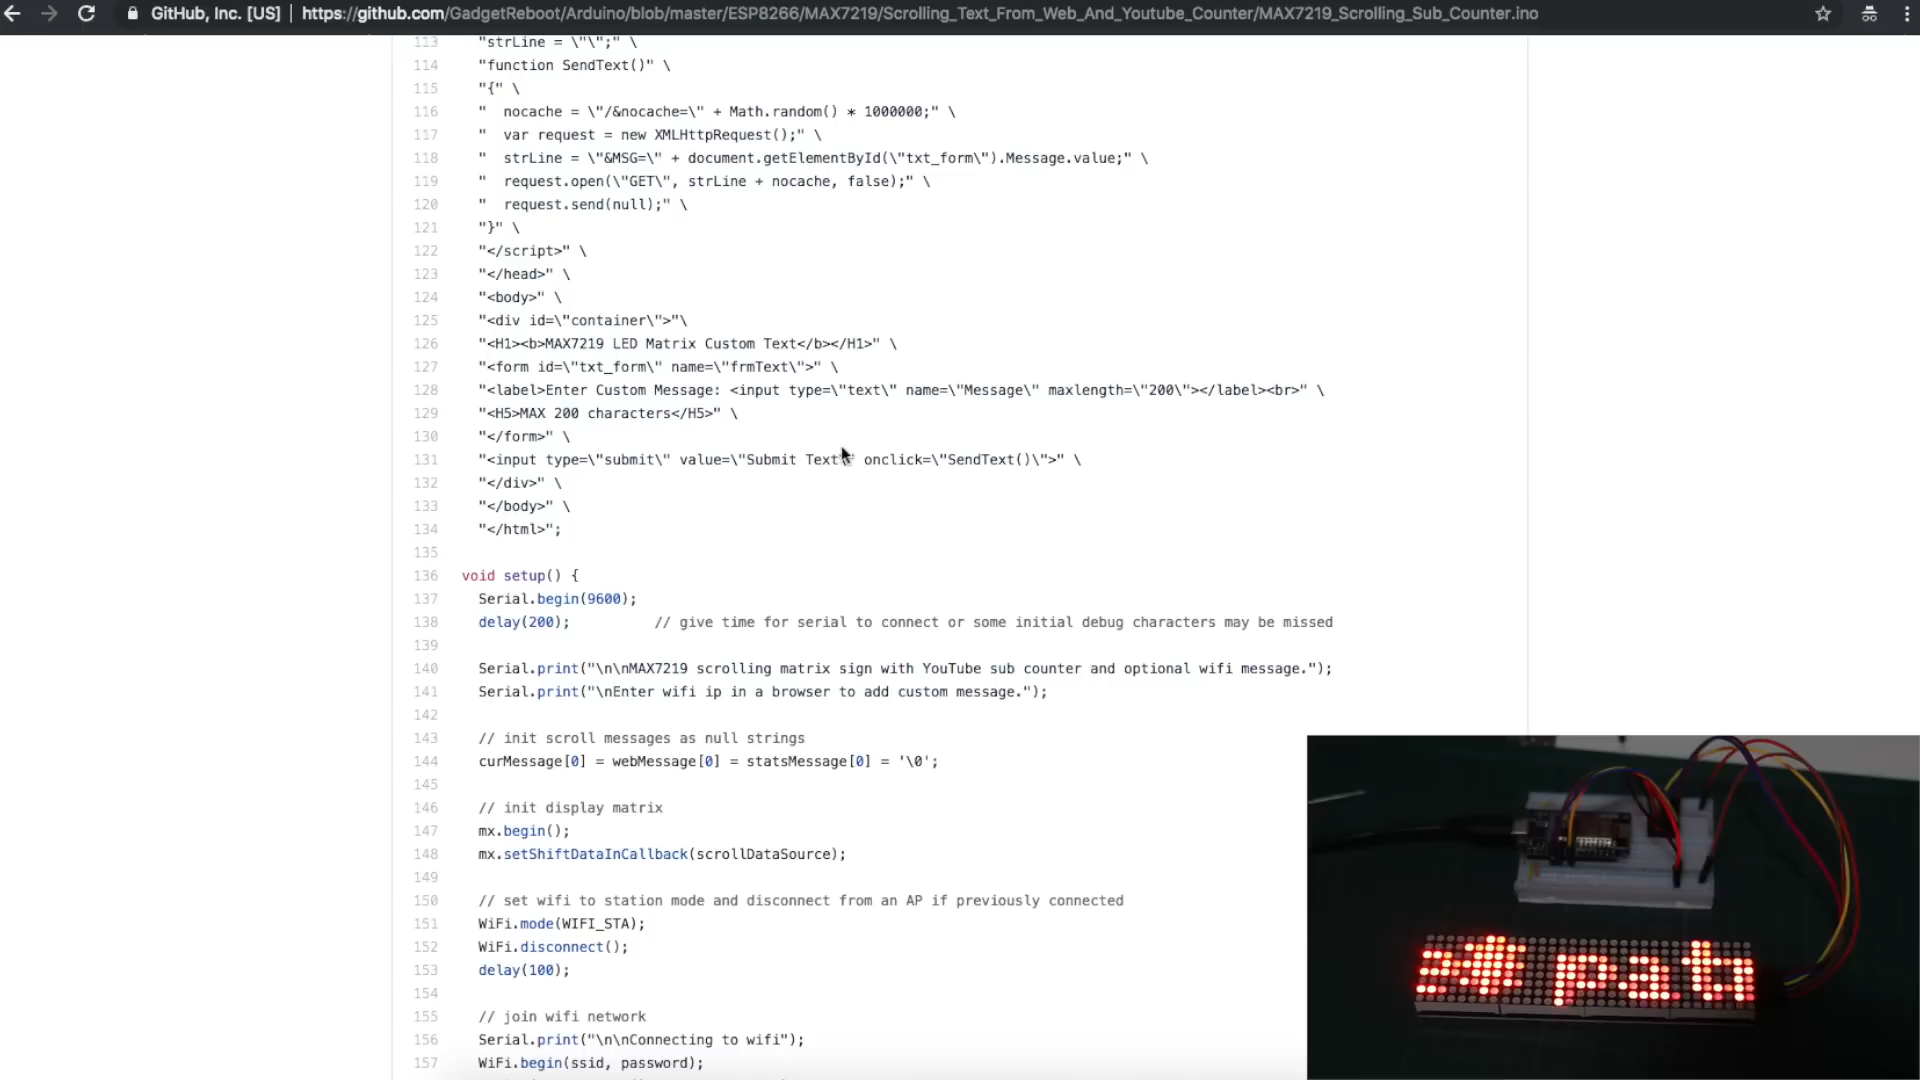 GitHub, Inc. [US] | https://github.com/GadgetReboot/Arduino/blob/master/ESP8266/MAX7219/Scrolling_Text_From_Web_And_Youtube_Counter/MAX7219_Scrolling_Sub_Counter.ino
113 "strLine = \"\";" \
114 "function SendText()" \
115 "{" \
116 "  nocache = \"/&nocache=\" + Math.random() * 1000000;" \
117 "  var request = new XMLHttpRequest();" \
118 "  strLine = \"&MSG=\" + document.getElementById(\"txt_form\").Message.value;" \
119 "  request.open(\"GET\", strLine + nocache, false);" \
120 "  request.send(null);" \
121 "}" \
122 "</script>" \
123 "</head>" \
124 "<body>" \
125 "<div id=\"container\">"\
126 "<H1><b>MAX7219 LED Matrix Custom Text</b></H1>" \
127 "<form id=\"txt_form\" name=\"frmText\">" \
128 "<label>Enter Custom Message: <input type=\"text\" name=\"Message\" maxlength=\"200\"></label><br>" \
129 "<H5>MAX 200 characters</H5>" \
130 "</form>" \
131 "<input type=\"submit\" value=\"Submit Text\" onclick=\"SendText()\">" \
132 "</div>" \
133 "</body>" \
134 "</html>";
135
136 void setup() {
137 Serial.begin(9600);
138 delay(200);          // give time for serial to connect or some initial debug characters may be missed
139
140 Serial.print("\n\nMAX7219 scrolling matrix sign with YouTube sub counter and optional wifi message.");
141 Serial.print("\nEnter wifi ip in a browser to add custom message.");
142
143 // init scroll messages as null strings
144 curMessage[0] = webMessage[0] = statsMessage[0] = '\0';
145
146 // init display matrix
147 mx.begin();
148 mx.setShiftDataInCallback(scrollDataSource);
149
150 // set wifi to station mode and disconnect from an AP if previously connected
151 WiFi.mode(WIFI_STA);
152 WiFi.disconnect();
153 delay(100);
154
155 // join wifi network
156 Serial.print("\n\nConnecting to wifi");
157 WiFi.begin(ssid, password);